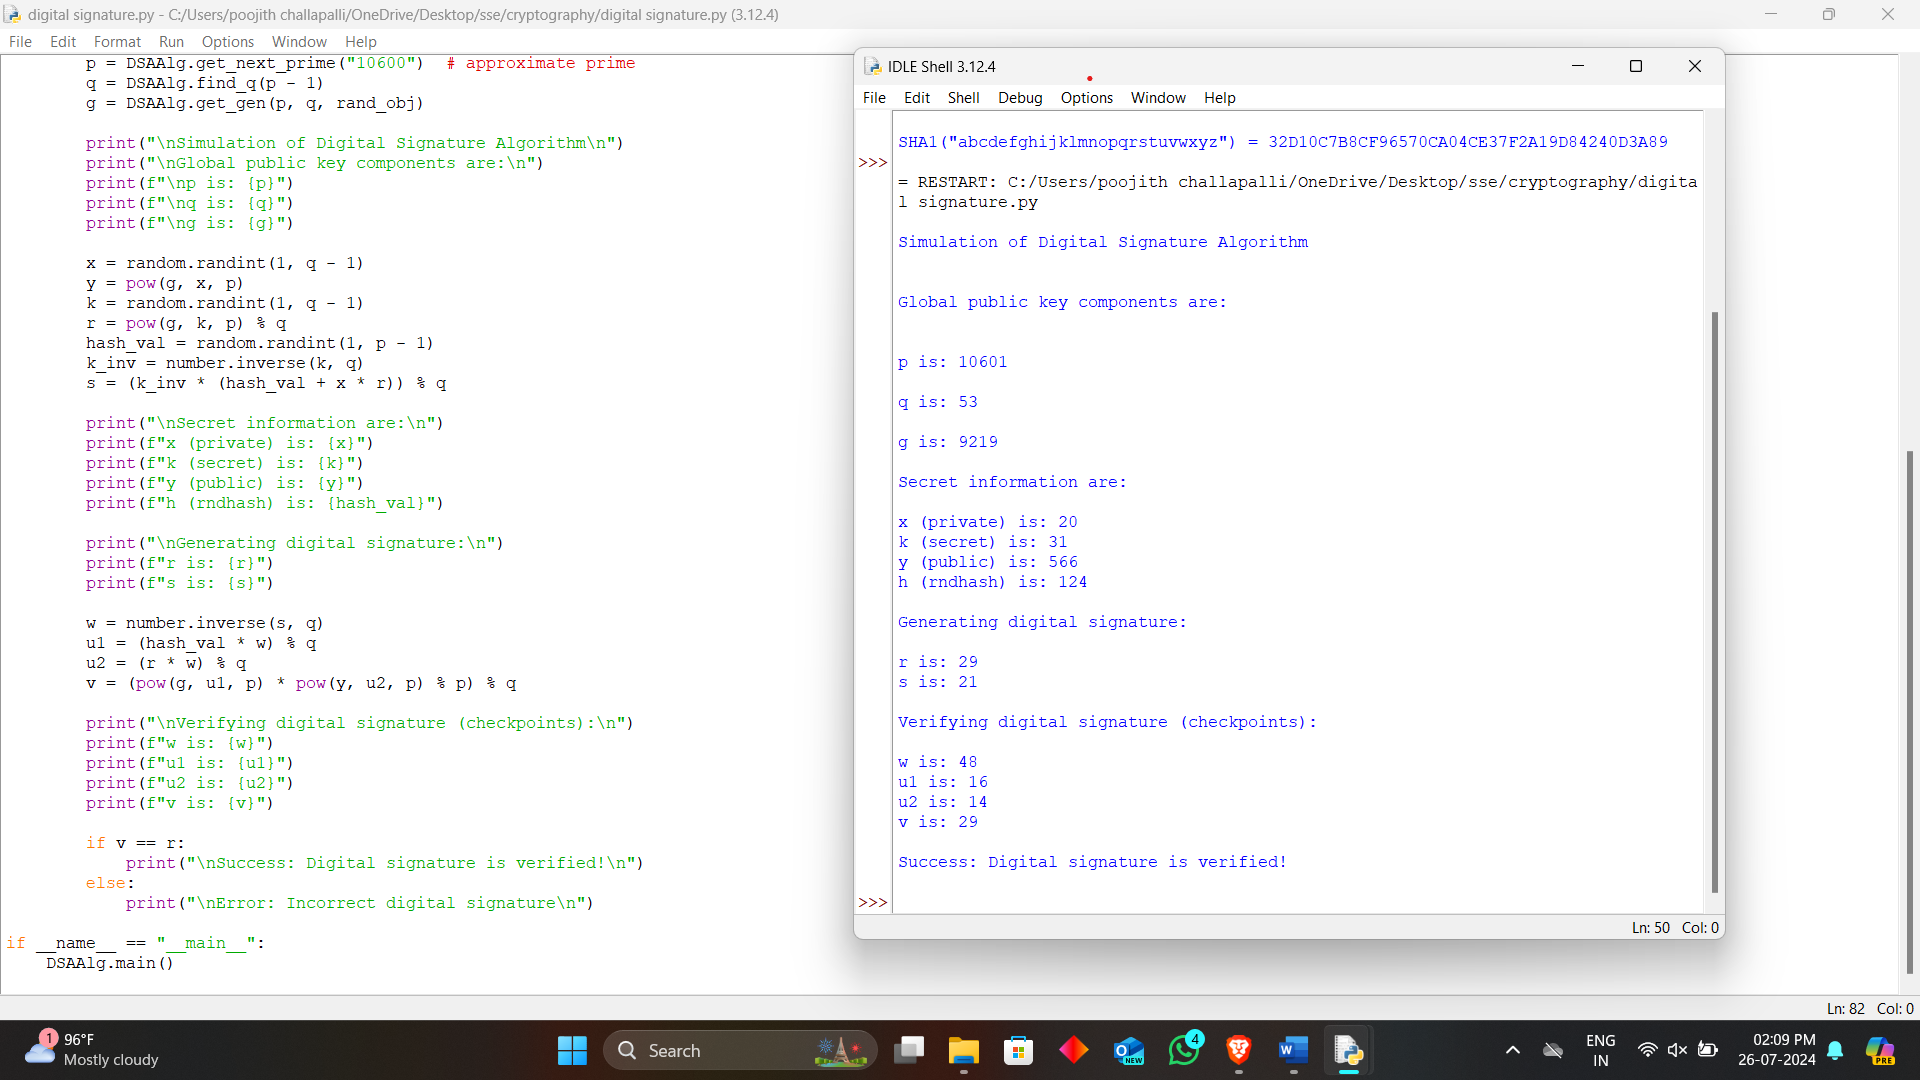 digital signature.py - C:/Users/poojith challapalli/OneDrive/Desktop/sse/cryptography/digital signature.py (3.12.4)
File Edit Format Run Options Window Help
p = DSAAlg.get_next_prime("10600")  # approximate prime
q = DSAAlg.find_q(p - 1)
g = DSAAlg.get_gen(p, q, rand_obj)
print("\nSimulation of Digital Signature Algorithm\n")
print("\nGlobal public key components are:\n")
print(f"\np is: {p}")
print(f"\nq is: {q}")
print(f"\ng is: {g}")
x = random.randint(1, q - 1)
y = pow(g, x, p)
k = random.randint(1, q - 1)
r = pow(g, k, p) % q
hash_val = random.randint(1, p - 1)
k_inv = number.inverse(k, q)
s = (k_inv * (hash_val + x * r)) % q
print("\nSecret information are:\n")
print(f"x (private) is: {x}")
print(f"k (secret) is: {k}")
print(f"y (public) is: {y}")
print(f"h (rndhash) is: {hash_val}")
print("\nGenerating digital signature:\n")
print(f"r is: {r}")
print(f"s is: {s}")
w = number.inverse(s, q)
u1 = (hash_val * w) % q
u2 = (r * w) % q
v = (pow(g, u1, p) * pow(y, u2, p) % p) % q
print("\nVerifying digital signature (checkpoints):\n")
print(f"w is: {w}")
print(f"u1 is: {u1}")
print(f"u2 is: {u2}")
print(f"v is: {v}")
if v == r:
print("\nSuccess: Digital signature is verified!\n")
else:
print("\nError: Incorrect digital signature\n")
if __name__ == "__main__":
DSAAlg.main()
Ln: 82 Col: 0
IDLE Shell 3.12.4
File Edit Shell Debug Options Window Help
SHA1("abcdefghijklmnopqrstuvwxyz") = 32D10C7B8CF96570CA04CE37F2A19D84240D3A89
>>>
= RESTART: C:/Users/poojith challapalli/OneDrive/Desktop/sse/cryptography/digita
l signature.py
Simulation of Digital Signature Algorithm
Global public key components are:
p is: 10601
q is: 53
g is: 9219
Secret information are:
x (private) is: 20
k (secret) is: 31
y (public) is: 566
h (rndhash) is: 124
Generating digital signature:
r is: 29
s is: 21
Verifying digital signature (checkpoints):
w is: 48
u1 is: 16
u2 is: 14
v is: 29
Success: Digital signature is verified!
>>>
Ln: 50 Col: 0
1
96°F
Mostly cloudy
Search
NEW
4
W
ENG
IN
02:09 PM
26-07-2024
PRE